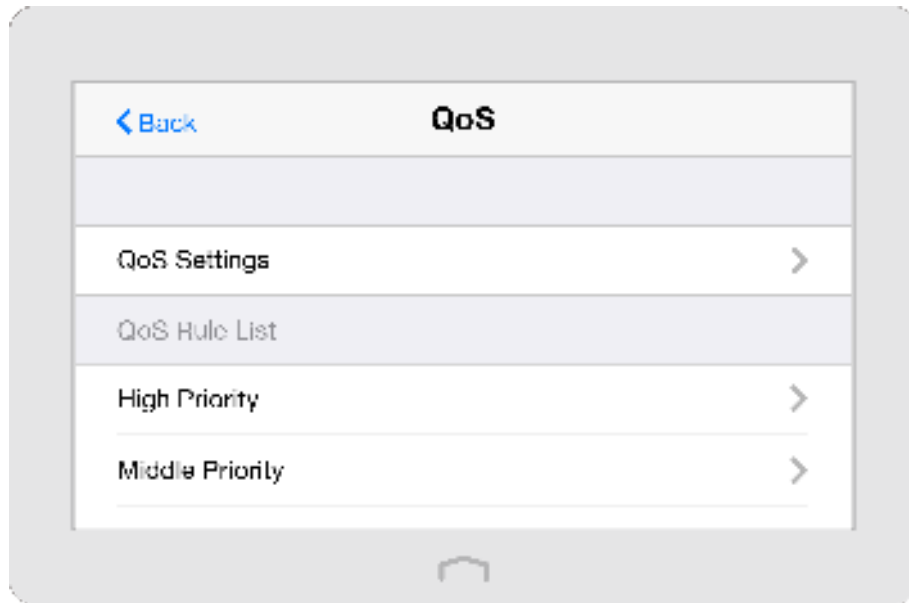 Back
QoS
QoS Settings
QoS Rule List
High Priority
Middle Priority